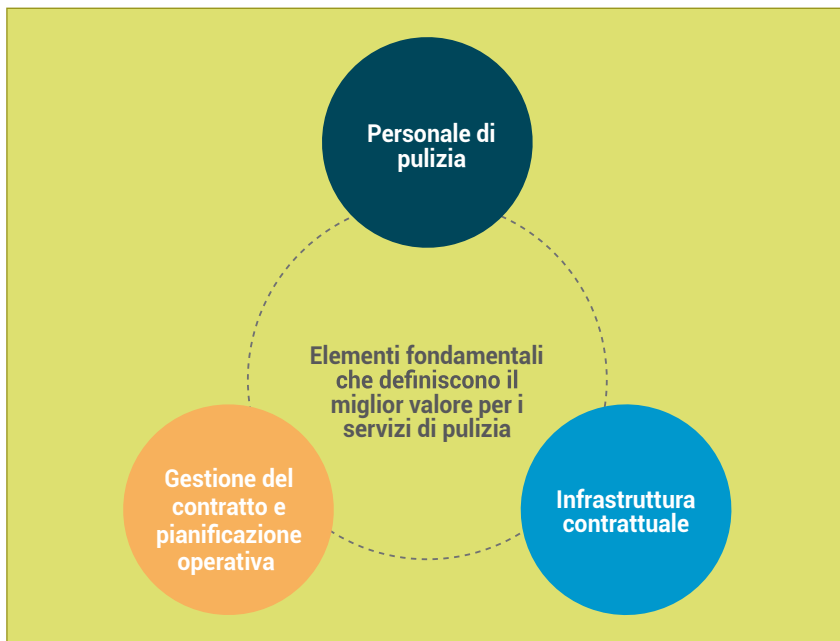 Personale di
pulizia
Elementi fondamentali
che definiscono il
miglior valore per i
servizi di pulizia
Gestione del
contratto e
pianificazione
operativa
Infrastruttura
contrattuale